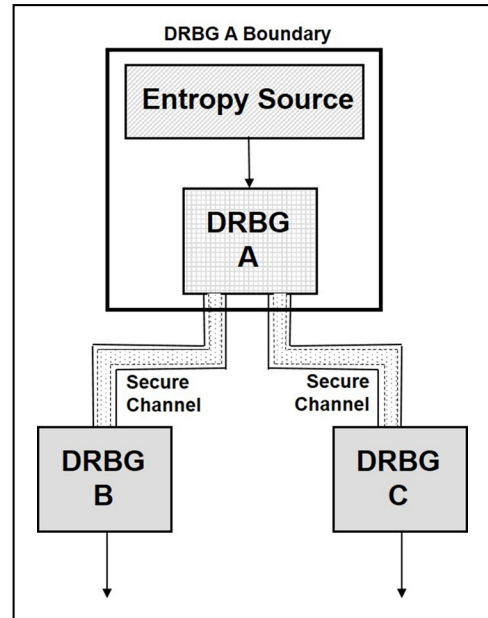 DRBG A Boundary
Entropy Source
DRBG
A
Secure
Channel
Secure
Channel
DRBG
B
DRBG
C